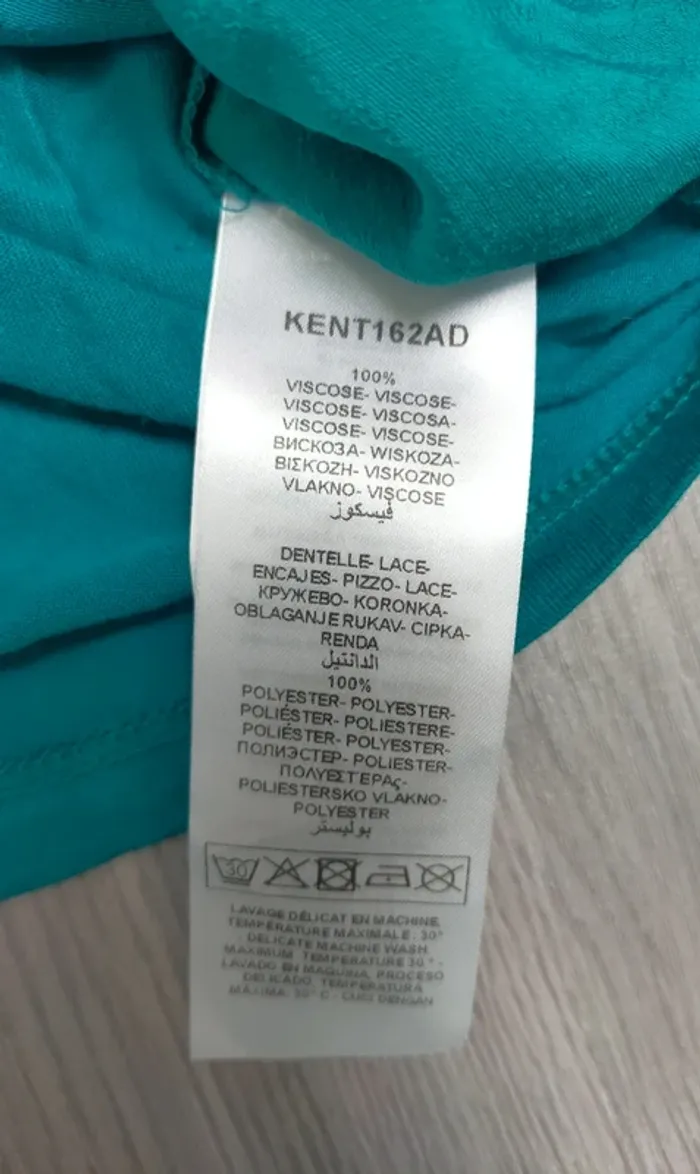 KENT162AD
100%
VISCOSE- VISCOSE-
VISCOSE- VISCOSA-
VISCOSE- VISCOSE-
ВИСКОЗА- WISKOZA-
ΒΙΣΚΟΖΗ- VISKOZNO
VLAKNO- VISCOSE
فيسكوز
DENTELLE- LACE-
ENCAJES- PIZZO- LACE-
КРУЖЕВО- KORONKA-
OBLAGANJE RUKAV- CIPKA-
RENDA
الدانتيل
100%
POLYESTER- POLYESTER-
POLIÉSTER- POLIESTERE-
POLIÉSTER- POLYESTER-
ПОЛИЭСТЕР- POLIESTER-
ΠΟΛΥΕΣΤΕΡΑς-
POLIESTERSKO VLAKNO-
POLYESTER
بوليستر
30
LAVAGE DÉLICAT EN MACHINE,
TEMPÉRATURE MAXIMALE : 30°
- DELICATE MACHINE WASH.
MAXIMUM TEMPERATURE 30 ° -
LAVADO EN MAQUINA, PROCESO
DELICADO, TEMPERATURA
MÁXIMA: 30° C -